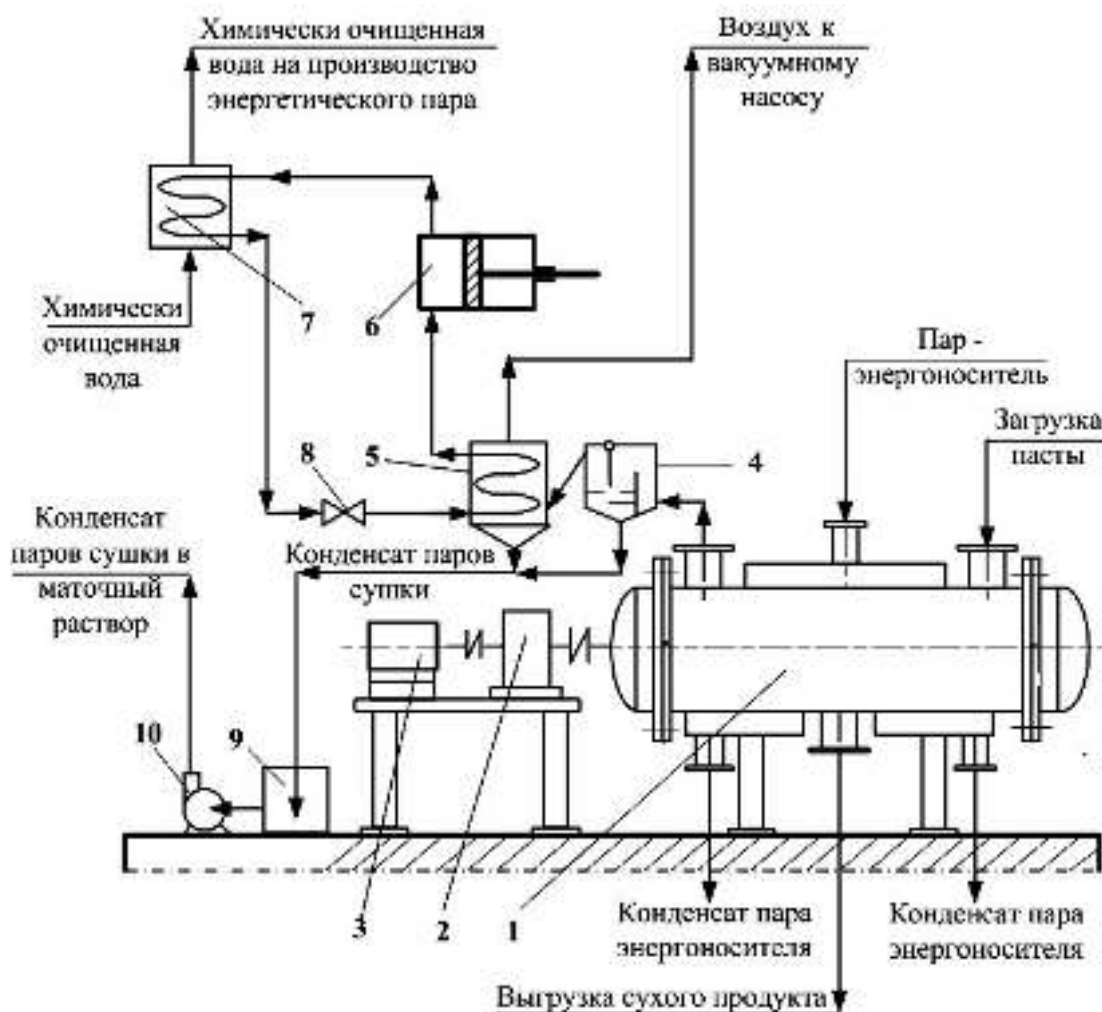 Химически очищенная
вода на производство
энергетического пара
Воздух к
вакуумному
насосу
7
6
Химически
очищенная
вода
Пар -
энергоноситель
Загрузка
пасты
8
5
4
Конденсат
паров сушки в
маточный
раствор
Конденсат паров
сушки
10
9
3
2
1
Конденсат пара
энергоносителя
Конденсат пара
энергоносителя
Выгрузка сухого продукта